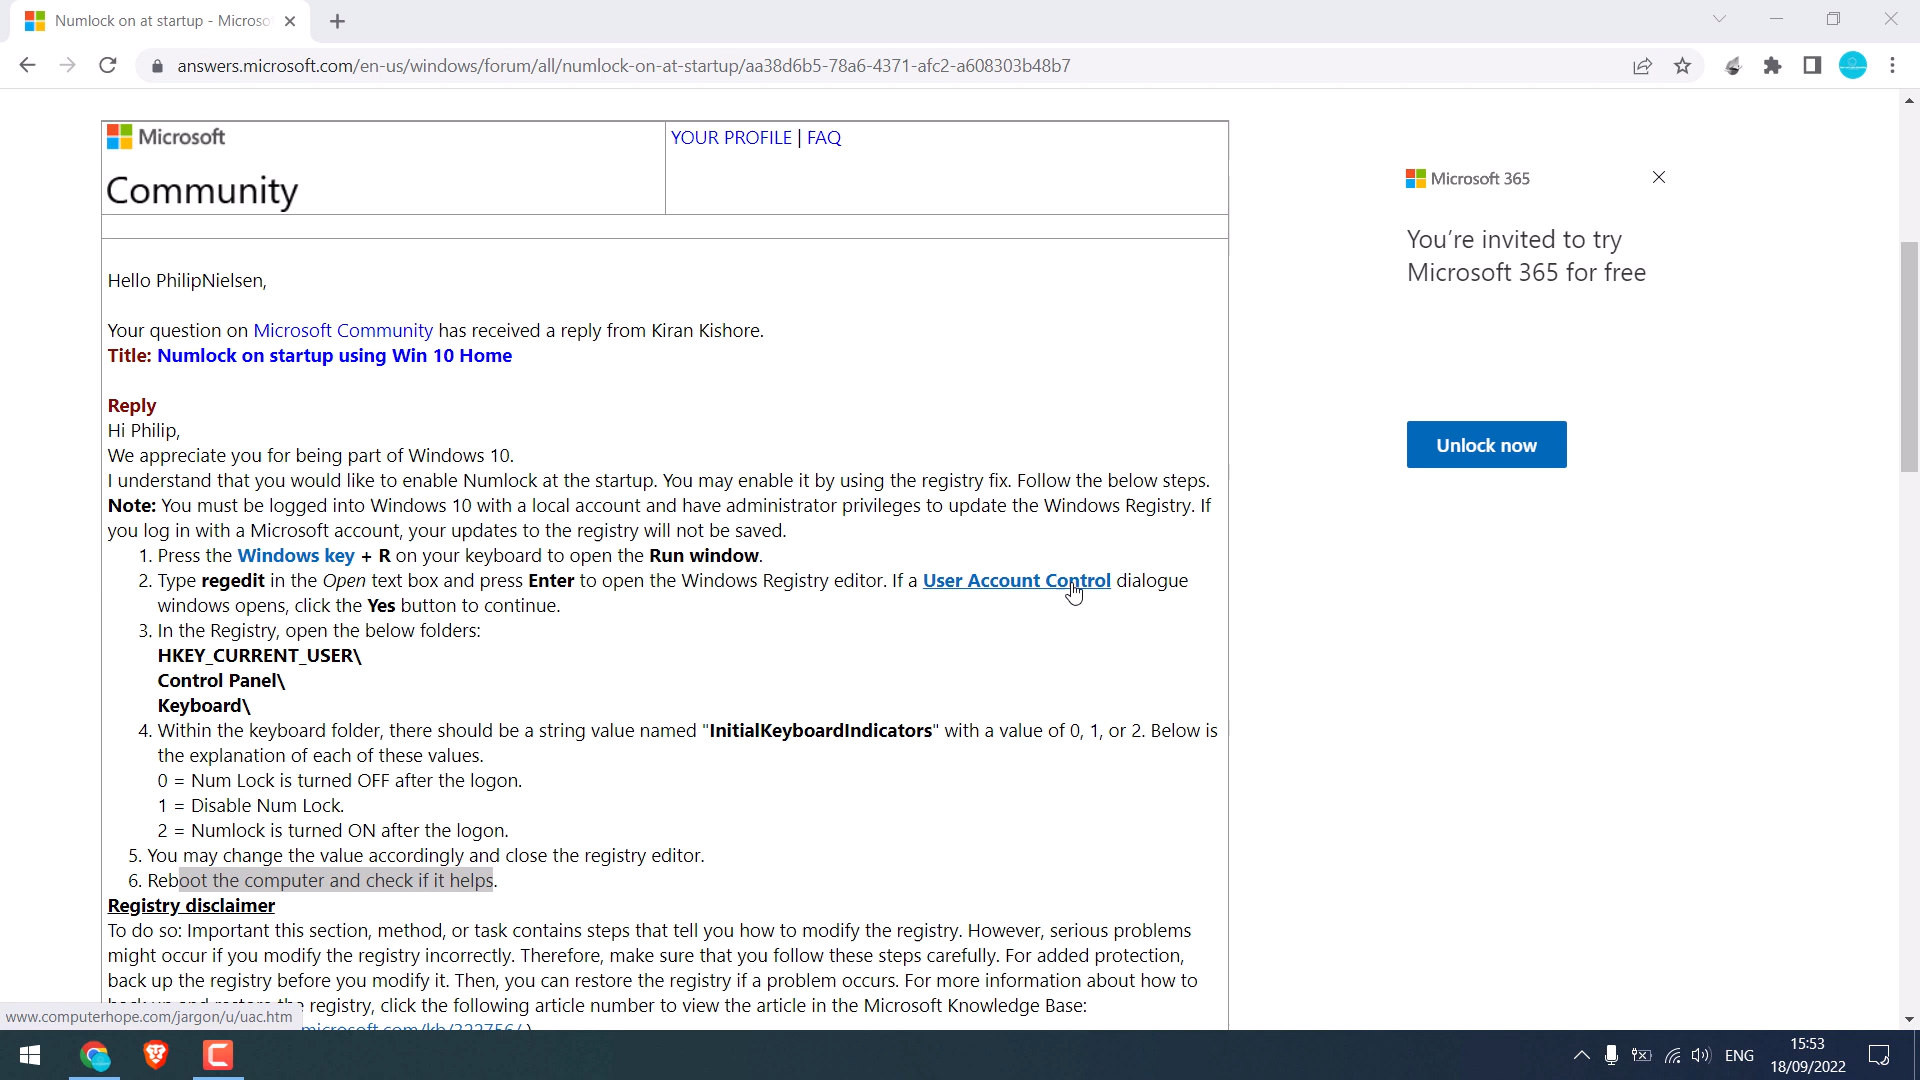 Numlock on at startup - Microso
answers.microsoft.com/en-us/windows/forum/all/numlock-on-at-startup/aa38d6b5-78a6-4371-afc2-a608303b48b7
Microsoft
Community
YOUR PROFILE | FAQ
Hello PhilipNielsen,
Your question on Microsoft Community has received a reply from Kiran Kishore.
Title: Numlock on startup using Win 10 Home
Reply
Hi Philip,
We appreciate you for being part of Windows 10.
I understand that you would like to enable Numlock at the startup. You may enable it by using the registry fix. Follow the below steps.
Note: You must be logged into Windows 10 with a local account and have administrator privileges to update the Windows Registry. If
you log in with a Microsoft account, your updates to the registry will not be saved.
1. Press the Windows key + R on your keyboard to open the Run window.
2. Type regedit in the Open text box and press Enter to open the Windows Registry editor. If a User Account Control dialogue
windows opens, click the Yes button to continue.
3. In the Registry, open the below folders:
HKEY_CURRENT_USER\
Control Panel\
Keyboard\
4. Within the keyboard folder, there should be a string value named "InitialKeyboardIndicators" with a value of 0, 1, or 2. Below is
the explanation of each of these values.
0 = Num Lock is turned OFF after the logon.
1 = Disable Num Lock.
2 = Numlock is turned ON after the logon.
5. You may change the value accordingly and close the registry editor.
6. Reboot the computer and check if it helps.
Registry disclaimer
To do so: Important this section, method, or task contains steps that tell you how to modify the registry. However, serious problems
might occur if you modify the registry incorrectly. Therefore, make sure that you follow these steps carefully. For added protection,
back up the registry before you modify it. Then, you can restore the registry if a problem occurs. For more information about how to
registry, click the following article number to view the article in the Microsoft Knowledge Base:
www.computerhope.com/jargon/u/uac.htm
Microsoft 365
You're invited to try
Microsoft 365 for free
Unlock now
ENG
15:53
18/09/2022